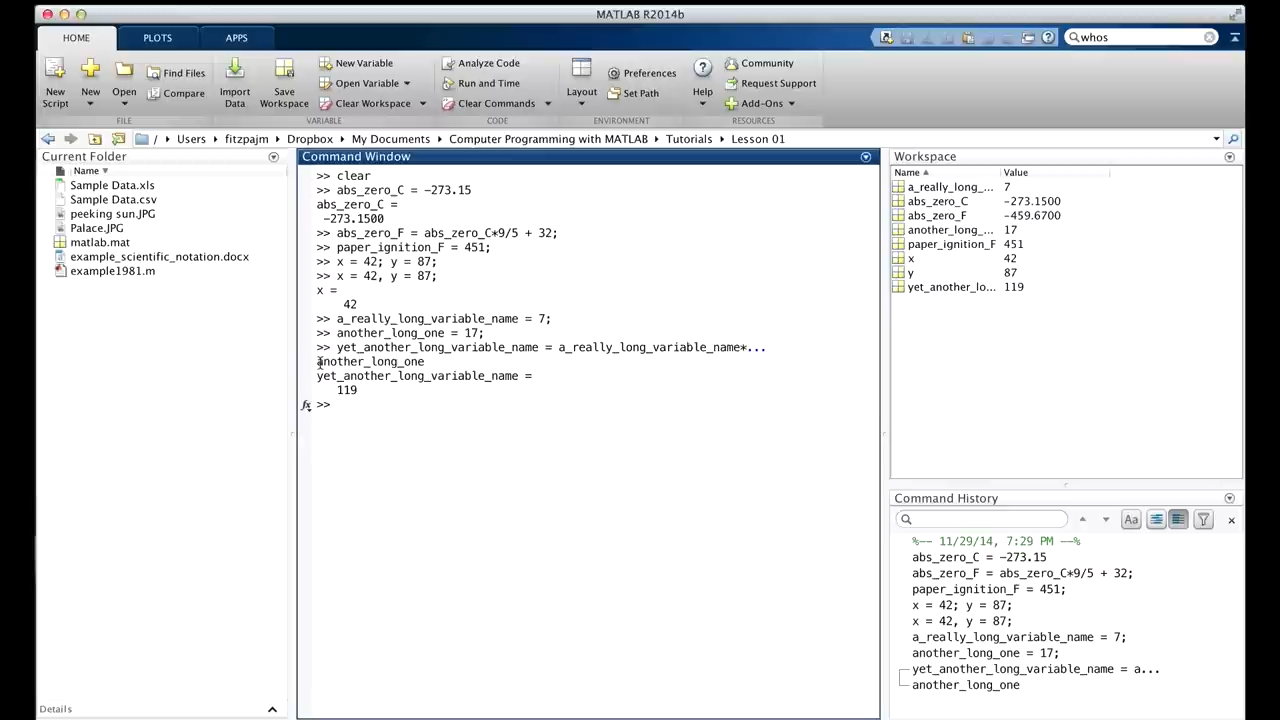 MATLAB R2014b
HOME PLOTS APPS
whos
New Script
New
Open
Find Files
Compare
FILE
Import Data
Save Workspace
New Variable
Open Variable
Clear Workspace
VARIABLE
Analyze Code
Run and Time
Clear Commands
CODE
Layout
Preferences
Set Path
ENVIRONMENT
Help
Community
Request Support
Add-Ons
RESOURCES
/ Users fitzpajm Dropbox My Documents Computer Programming with MATLAB Tutorials Lesson 01
Current Folder
Name
Sample Data.xls
Sample Data.csv
peeking sun.JPG
Palace.JPG
matlab.mat
example_scientific_notation.docx
example1981.m
Details
Command Window
>> clear
>> abs_zero_C = -273.15
abs_zero_C =
-273.1500
>> abs_zero_F = abs_zero_C*9/5 + 32;
>> paper_ignition_F = 451;
>> x = 42; y = 87;
>> x = 42, y = 87;
x =
42
>> a_really_long_variable_name = 7;
>> another_long_one = 17;
>> yet_another_long_variable_name = a_really_long_variable_name*...
another_long_one
yet_another_long_variable_name =
119
fx >>
Workspace
Name Value
a_really_long_... 7
abs_zero_C -273.1500
abs_zero_F -459.6700
another_long_... 17
paper_ignition_F 451
x 42
y 87
yet_another_lo... 119
Command History
Aa
%-- 11/29/14, 7:29 PM --%
abs_zero_C = -273.15
abs_zero_F = abs_zero_C*9/5 + 32;
paper_ignition_F = 451;
x = 42; y = 87;
x = 42, y = 87;
a_really_long_variable_name = 7;
another_long_one = 17;
yet_another_long_variable_name = a...
another_long_one